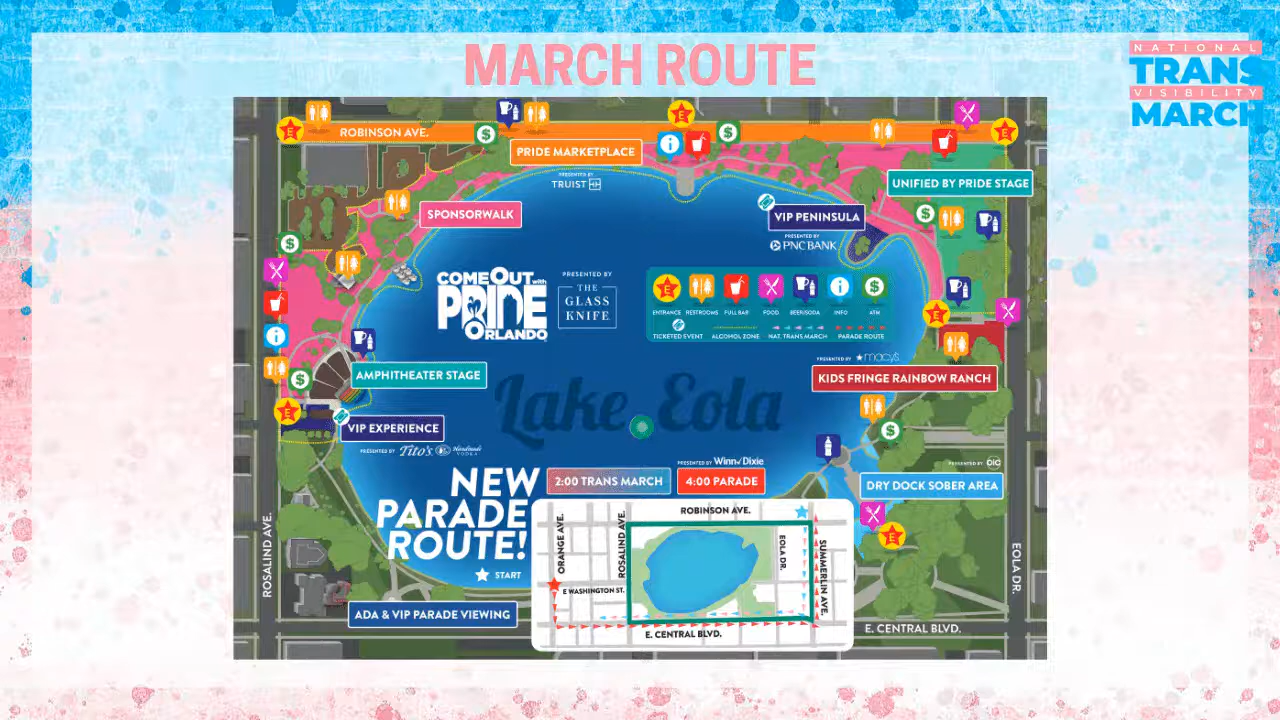 MARCH ROUTE
NATIONAL
TRANS
VISIBILITY
MARCH
ROBINSON AVE.
PRIDE MARKETPLACE
PRESENTED BY
TRUIST
UNIFIED BY PRIDE STAGE
SPONSORWALK
VIP PENINSULA
PRESENTED BY
PNC BANK
COMEOUT with
PRIDE
ORLANDO
PRESENTED BY
THE
GLASS
KNIFE
ENTRANCE RESTROOMS FULL BAR FOOD BEER/SODA INFO ATM
TICKETED EVENT ALCOHOL ZONE NAT. TRANS MARCH PARADE ROUTE
PRESENTED BY macy's
KIDS FRINGE RAINBOW RANCH
AMPHITHEATER STAGE
Lake Eola
VIP EXPERIENCE
PRESENTED BY Tito's Handmade VODKA
PRESENTED BY Winn Dixie
2:00 TRANS MARCH
4:00 PARADE
PRESENTED BY
DRY DOCK SOBER AREA
NEW
PARADE
ROUTE!
START
ROSALIND AVE.
ADA & VIP PARADE VIEWING
ROBINSON AVE.
ORANGE AVE.
ROSALIND AVE.
EOLA DR.
SUMMERLIN AVE.
E WASHINGTON ST.
E. CENTRAL BLVD.
EOLA DR.
E. CENTRAL BLVD.